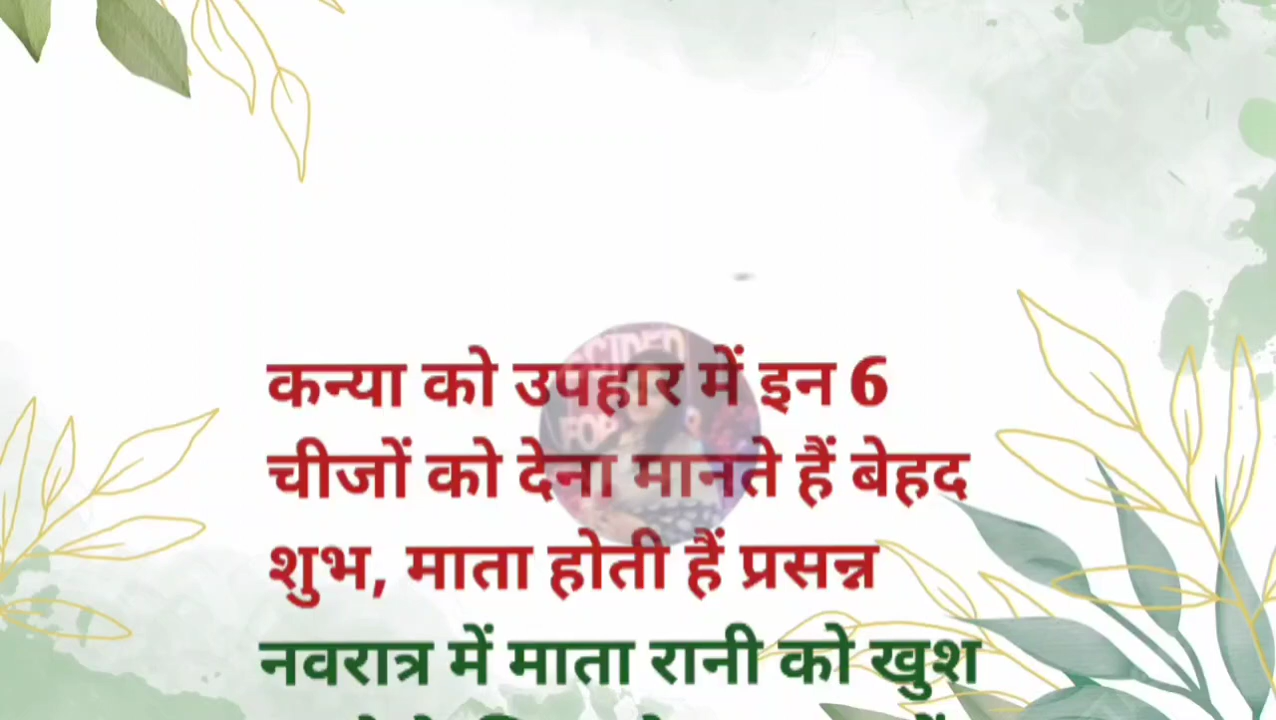 कन्या को उपहार में इन 6
चीजों को देना मानते हैं बेहद
शुभ, माता होती हैं प्रसन्न
नवरात्र में माता रानी को खुश